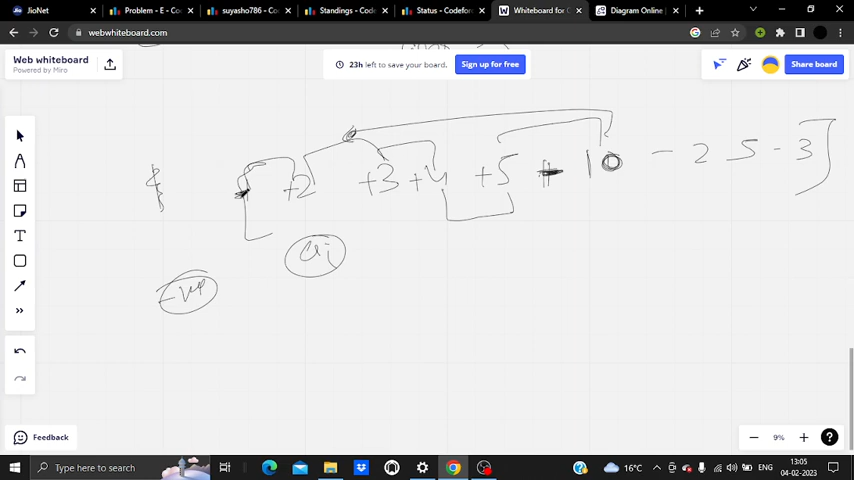 JioNet
Problem - E - Co
suyasho786 - Co
Standings - Code
Status - Codefor
Whiteboard for C
Diagram Online
webwhiteboard.com
Web whiteboard
Powered by Miro
23h left to save your board.
Sign up for free
Share board
+2 +3 +4 +5 10 - 2 5 - 3
ai
-ve
Feedback
9%
Type here to search
16°C
ENG
13:05
04-02-2023